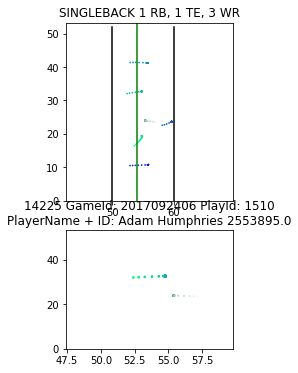 SINGLEBACK 1 RB, 1 TE, 3 WR
50
40
30
20
10
0
50
60
14225 GameId: 2017092406 PlayId: 1510
PlayerName + ID: Adam Humphries 2553895.0
40
20
0
47.5 50.0 52.5 55.0 57.5